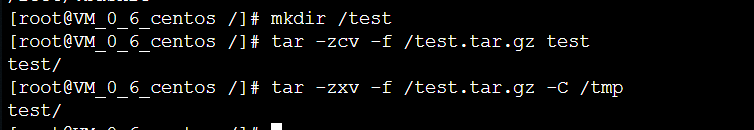 [root@VM_0_6_centos /]# mkdir /test
[root@VM_0_6_centos /]# tar -zcv -f /test.tar.gz test
test/
[root@VM_0_6_centos /]# tar -zxv -f /test.tar.gz -C /tmp
test/
[root@VM_0_6_centos /]#